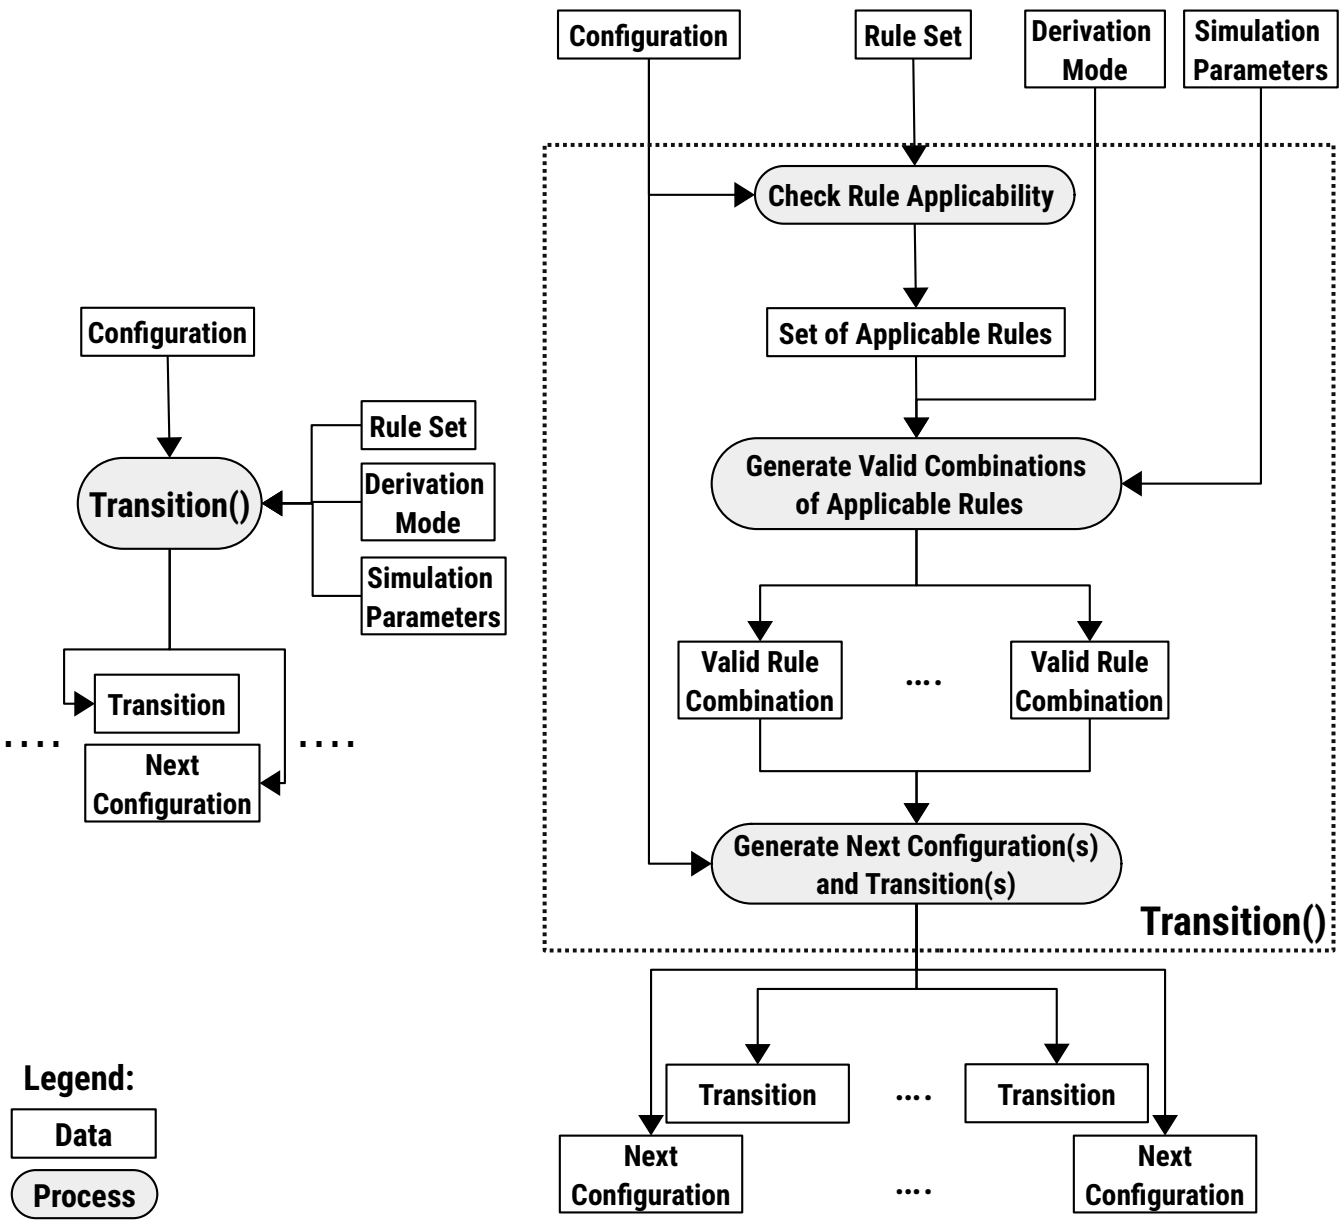 Configuration
Rule Set
Derivation
Mode
Simulation
Parameters
Check Rule Applicability
Set of Applicable Rules
Generate Valid Combinations
of Applicable Rules
Valid Rule
Combination
....
Valid Rule
Combination
Generate Next Configuration(s)
and Transition(s)
Transition()
Transition
....
Transition
Next
Configuration
....
Next
Configuration
Configuration
Transition()
Rule Set
Derivation
Mode
Simulation
Parameters
Transition
....
Next
Configuration
....
Legend:
Data
Process